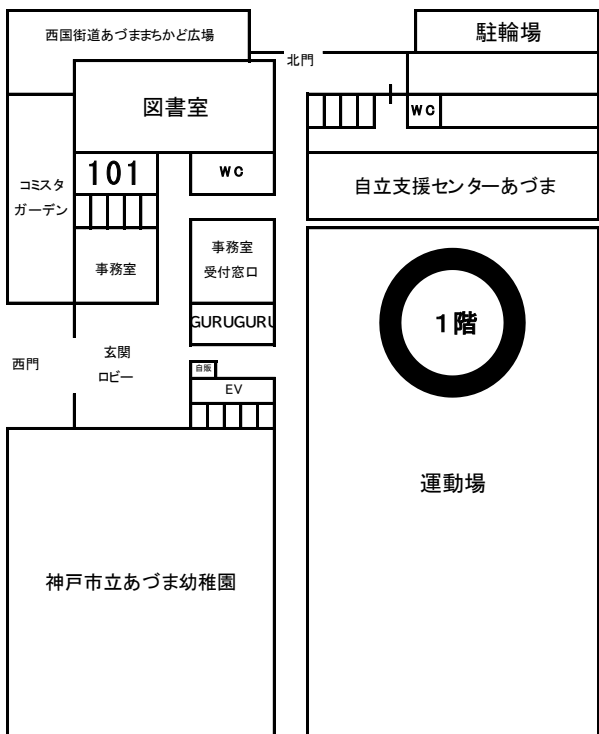 西国街道あづままちかど広場
駐輪場
北門
図書室
WC
101
WC
コミスタ
ガーデン
自立支援センターあづま
事務室
事務室
受付窓口
GURUGURU
1階
玄関
ロビー
西門
自販
EV
運動場
神戸市立あづま幼稚園